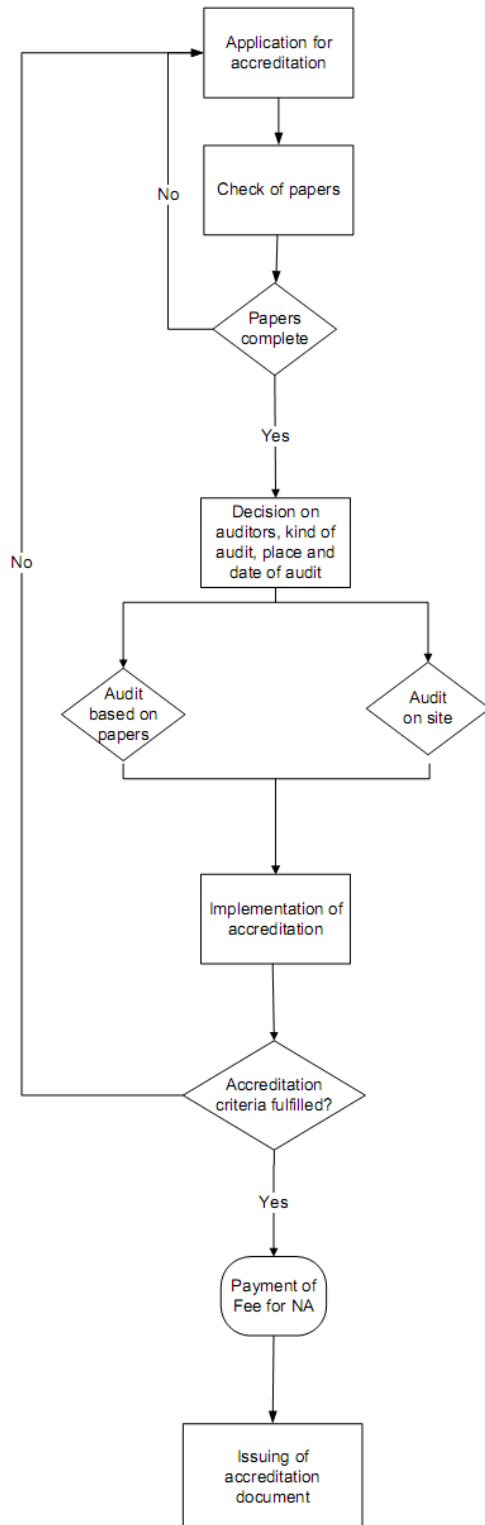 Application for
accreditation
Check of papers
No
Papers
complete
Yes
Decision on
auditors, kind of
audit, place and
date of audit
No
Audit
based on
papers
Audit
on site
Implementation of
accreditation
Accreditation
criteria fulfilled?
Yes
Payment of
Fee for NA
Issuing of
accreditation
document